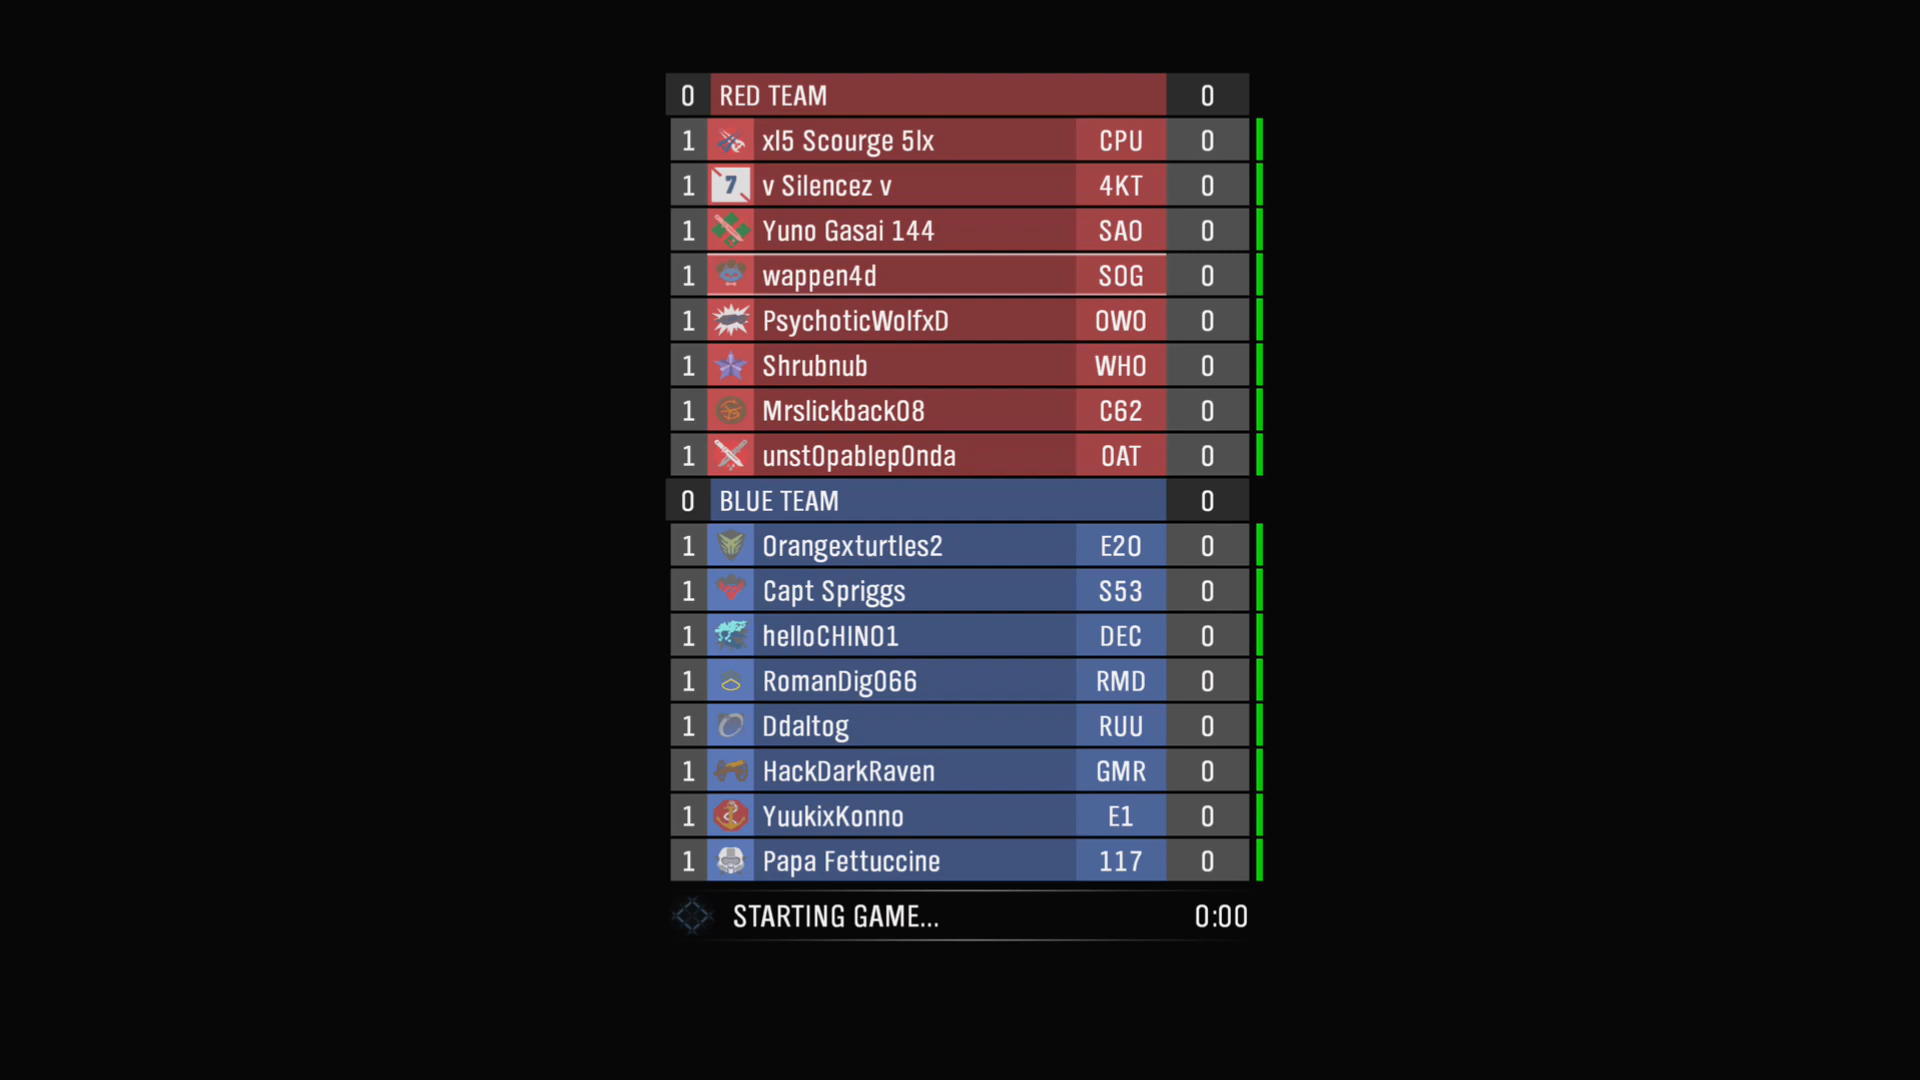 0 RED TEAM 0
1 xl5 Scourge 5lx CPU 0
1 7 v Silencez v 4KT 0
1 Yuno Gasai 144 SAO 0
1 wappen4d SOG 0
1 PsychoticWolfxD OWO 0
1 Shrubnub WHO 0
1 Mrslickback08 C62 0
1 unst0pablep0nda OAT 0
0 BLUE TEAM 0
1 Orangexturtles2 E20 0
1 Capt Spriggs S53 0
1 helloCHINO1 DEC 0
1 RomanDig066 RMD 0
1 Ddaltog RUU 0
1 HackDarkRaven GMR 0
1 YuukixKonno E1 0
1 Papa Fettuccine 117 0
STARTING GAME... 0:00